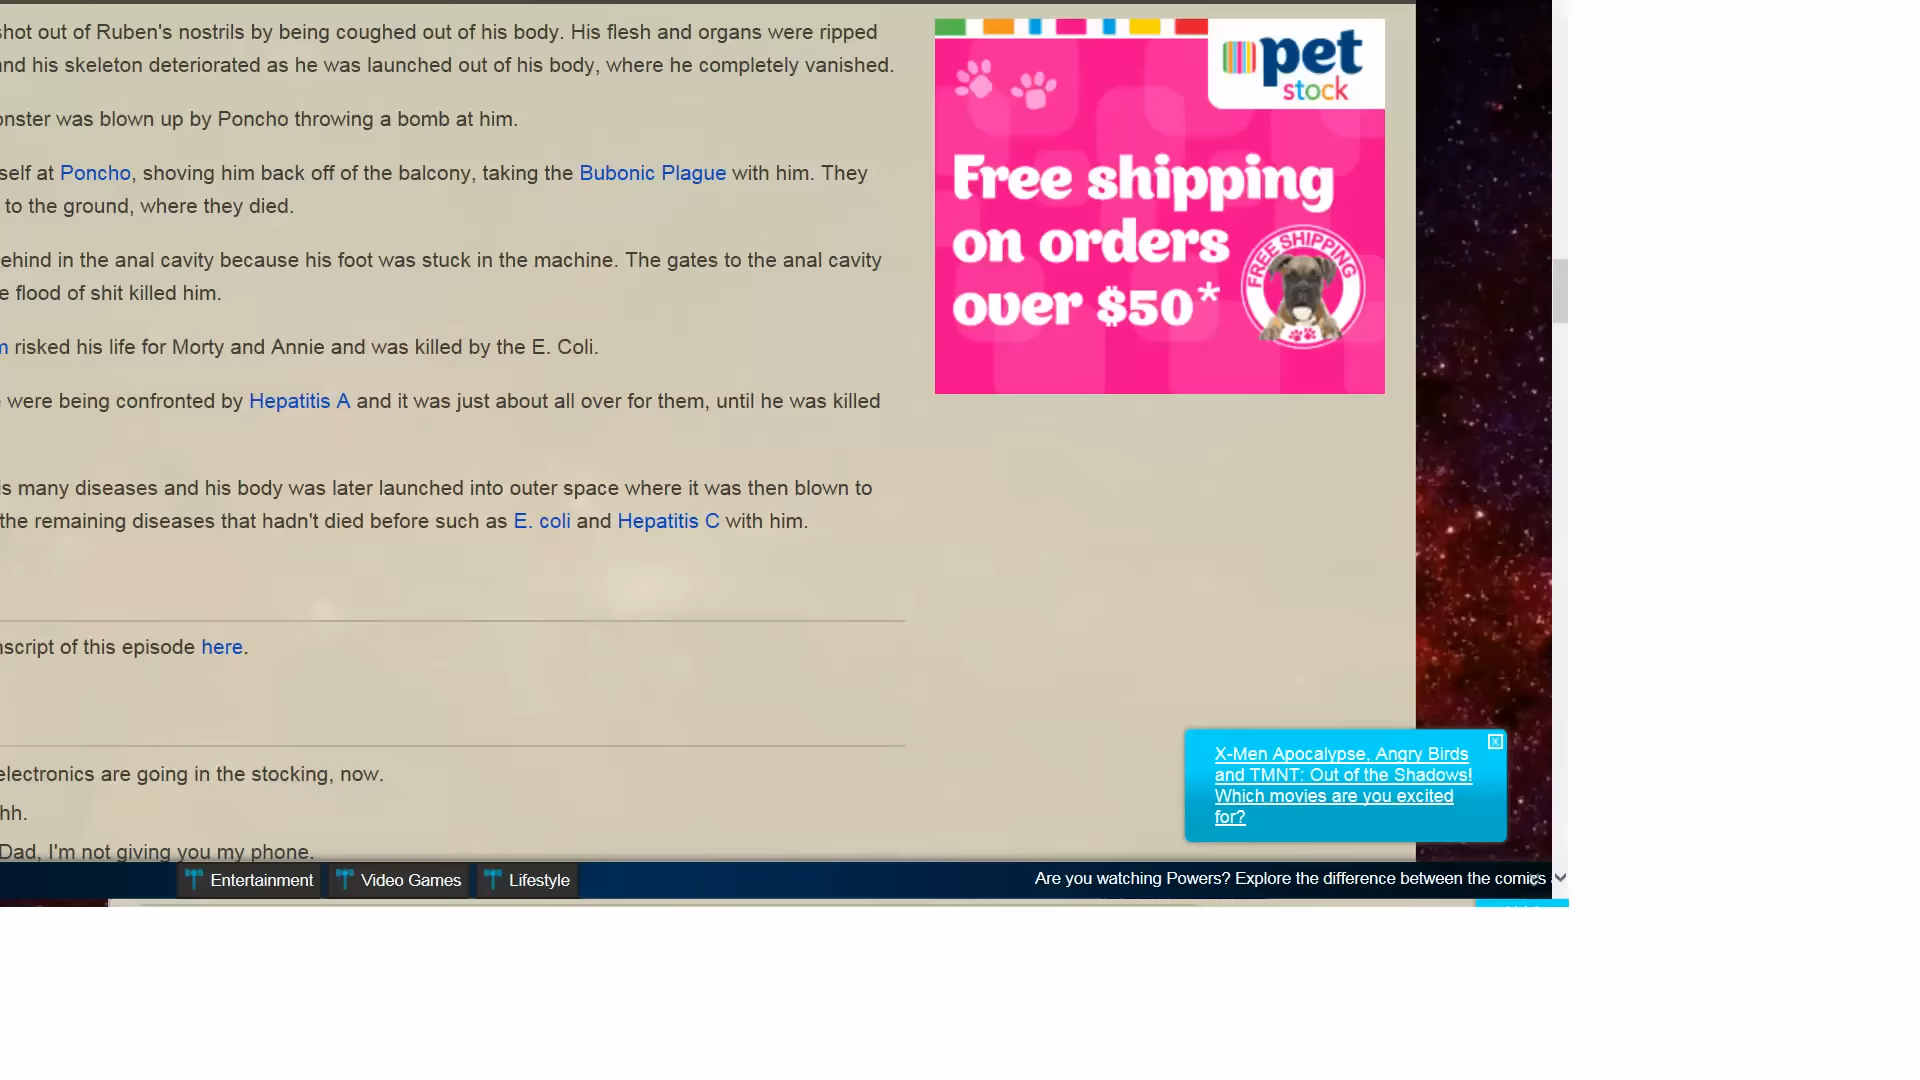 shot out of Ruben's nostrils by being coughed out of his body. His flesh and organs were ripped
and his skeleton deteriorated as he was launched out of his body, where he completely vanished.
onster was blown up by Poncho throwing a bomb at him.
self at Poncho, shoving him back off of the balcony, taking the Bubonic Plague with him. They
to the ground, where they died.
ehind in the anal cavity because his foot was stuck in the machine. The gates to the anal cavity
e flood of shit killed him.
risked his life for Morty and Annie and was killed by the E. Coli.
were being confronted by Hepatitis A and it was just about all over for them, until he was killed
is many diseases and his body was later launched into outer space where it was then blown to
the remaining diseases that hadn't died before such as E. coli and Hepatitis C with him.
nscript of this episode here.
electronics are going in the stocking, now.
hh.
Dad, I'm not giving you my phone.
pet
stock
Free shipping
on orders
over $50*
FREE SHIPPING
X-Men Apocalypse, Angry Birds
and TMNT: Out of the Shadows!
Which movies are you excited
for?
Entertainment Video Games Lifestyle
Are you watching Powers? Explore the difference between the comics